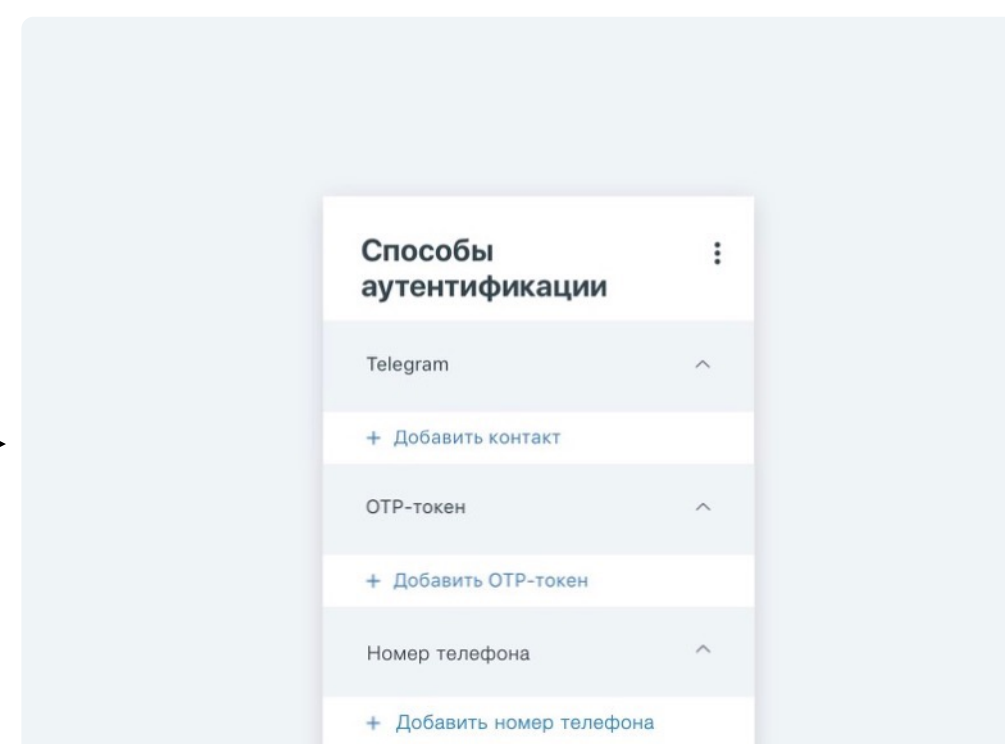 Способы
аутентификации
Telegram
+ Добавить контакт
OTP-токен
+ Добавить OTP-токен
Номер телефона
+ Добавить номер телефона